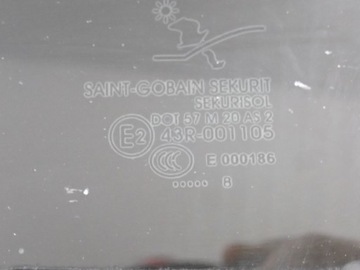 SAINT-GOBAIN SEKURIT
SEKURISOL
DOT 57 M 20 AS 2
E2 43R-001105
CCC E 000186
..... 8